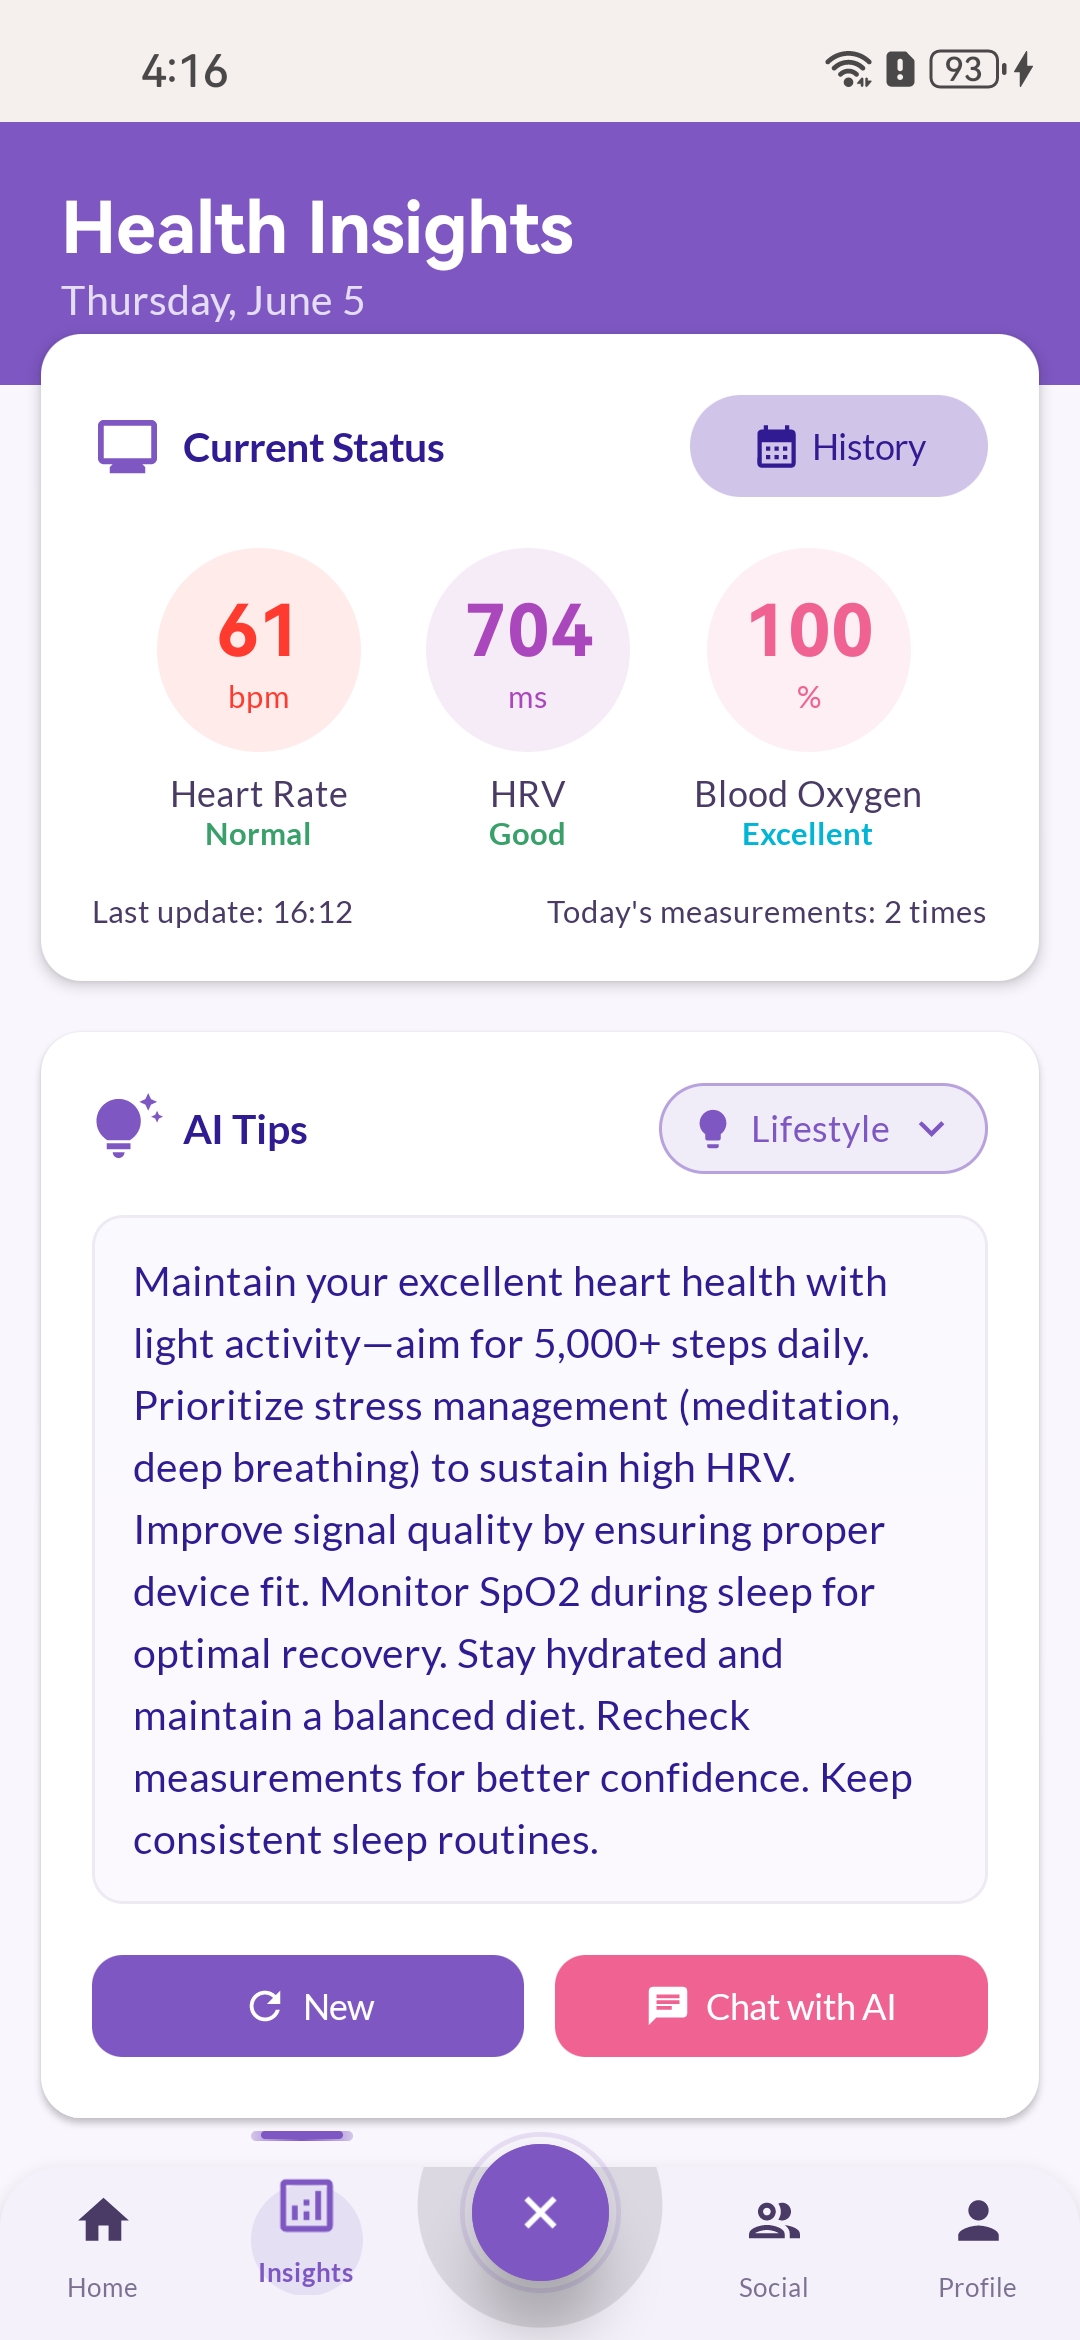 4:16
93
Health Insights
Thursday, June 5
Current Status
History
61
bpm
704
ms
100
%
Heart Rate
Normal
HRV
Good
Blood Oxygen
Excellent
Last update: 16:12
Today's measurements: 2 times
AI Tips
Lifestyle
Maintain your excellent heart health with
light activity—aim for 5,000+ steps daily.
Prioritize stress management (meditation,
deep breathing) to sustain high HRV.
Improve signal quality by ensuring proper
device fit. Monitor SpO2 during sleep for
optimal recovery. Stay hydrated and
maintain a balanced diet. Recheck
measurements for better confidence. Keep
consistent sleep routines.
New
Chat with AI
Home
Insights
Social
Profile